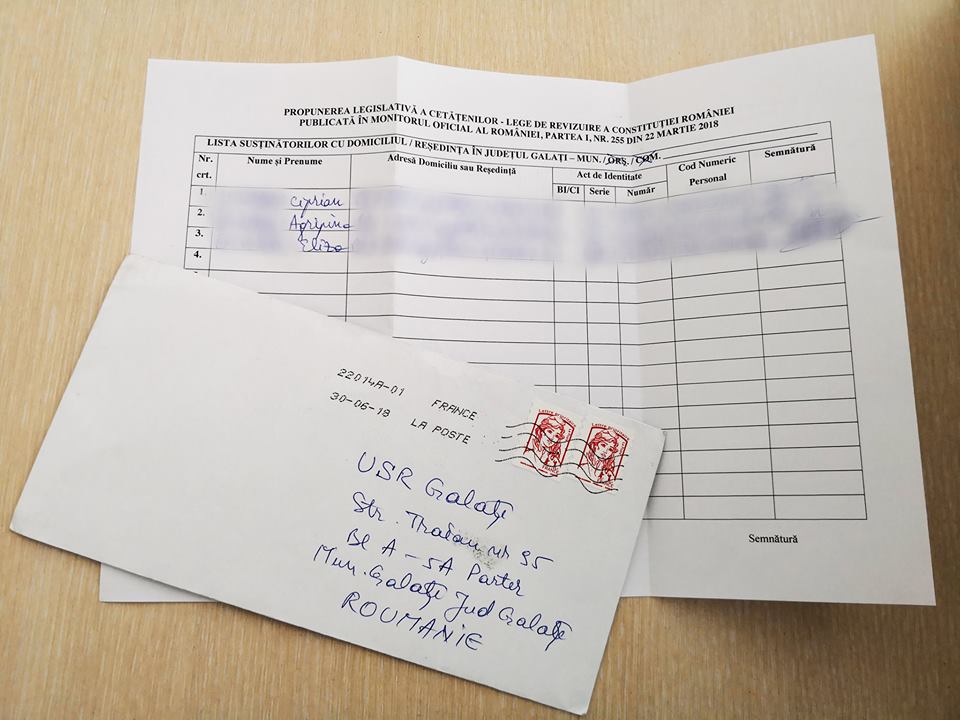 PROPUNEREA LEGISLATIVĂ A CETĂȚENILOR - LEGE DE REVIZUIRE A CONSTITUȚIEI ROMÂNIEI
PUBLICATĂ ÎN MONITORUL OFICIAL AL ROMÂNIEI, PARTEA I, NR. 255 DIN 22 MARTIE 2018
LISTA SUSȚINĂTORILOR CU DOMICILIUL / REȘEDINȚA ÎN JUDEȚUL GALAȚI – MUN. / ORȘ. / COM.
Nr. crt.
Nume și Prenume
Adresă Domiciliu sau Reședință
Act de Identitate
BI/CI
Serie
Număr
Cod Numeric Personal
Semnătură
1.
Ciprian
2.
Agripina
3.
Eliza
4.
Semnătură
22014A-01 FRANCE
30-06-18 LA POSTE
FRANCE
USR Galați
Str. Traian nr 95
Bl A - 5A Parter
Mun. Galați Jud Galați
ROUMANIE